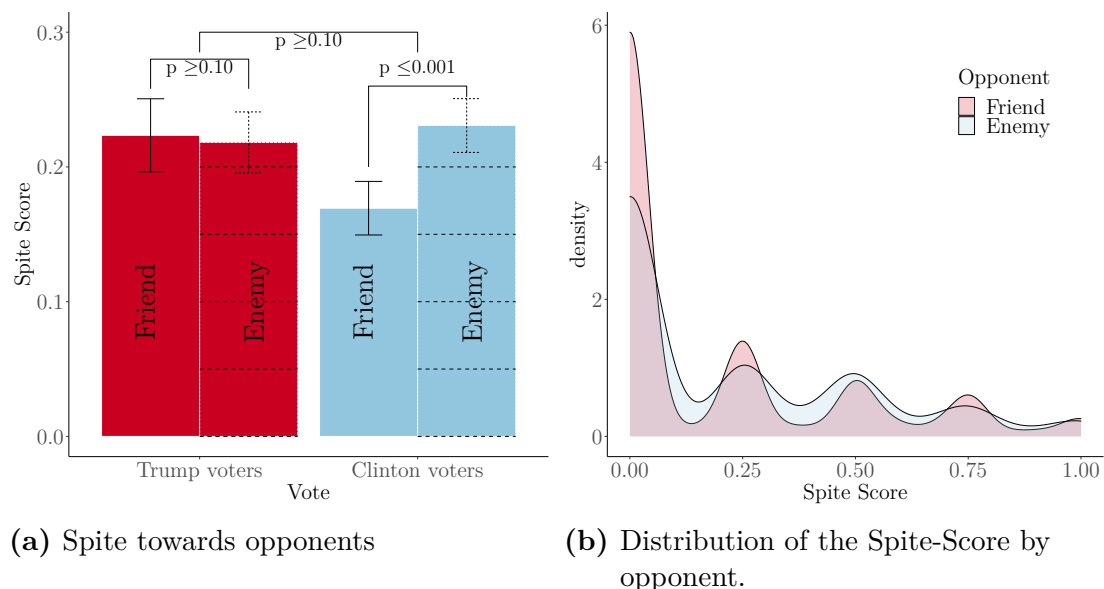 0.3
0.2
0.1
0.0
Spite Score
p ≥0.10
p ≥0.10
p ≤0.001
Friend
Enemy
Friend
Enemy
Trump voters
Clinton voters
Vote
(a) Spite towards opponents
6
4
2
0
density
Opponent
Friend
Enemy
0.00
0.25
0.50
0.75
1.00
Spite Score
(b) Distribution of the Spite-Score by
opponent.